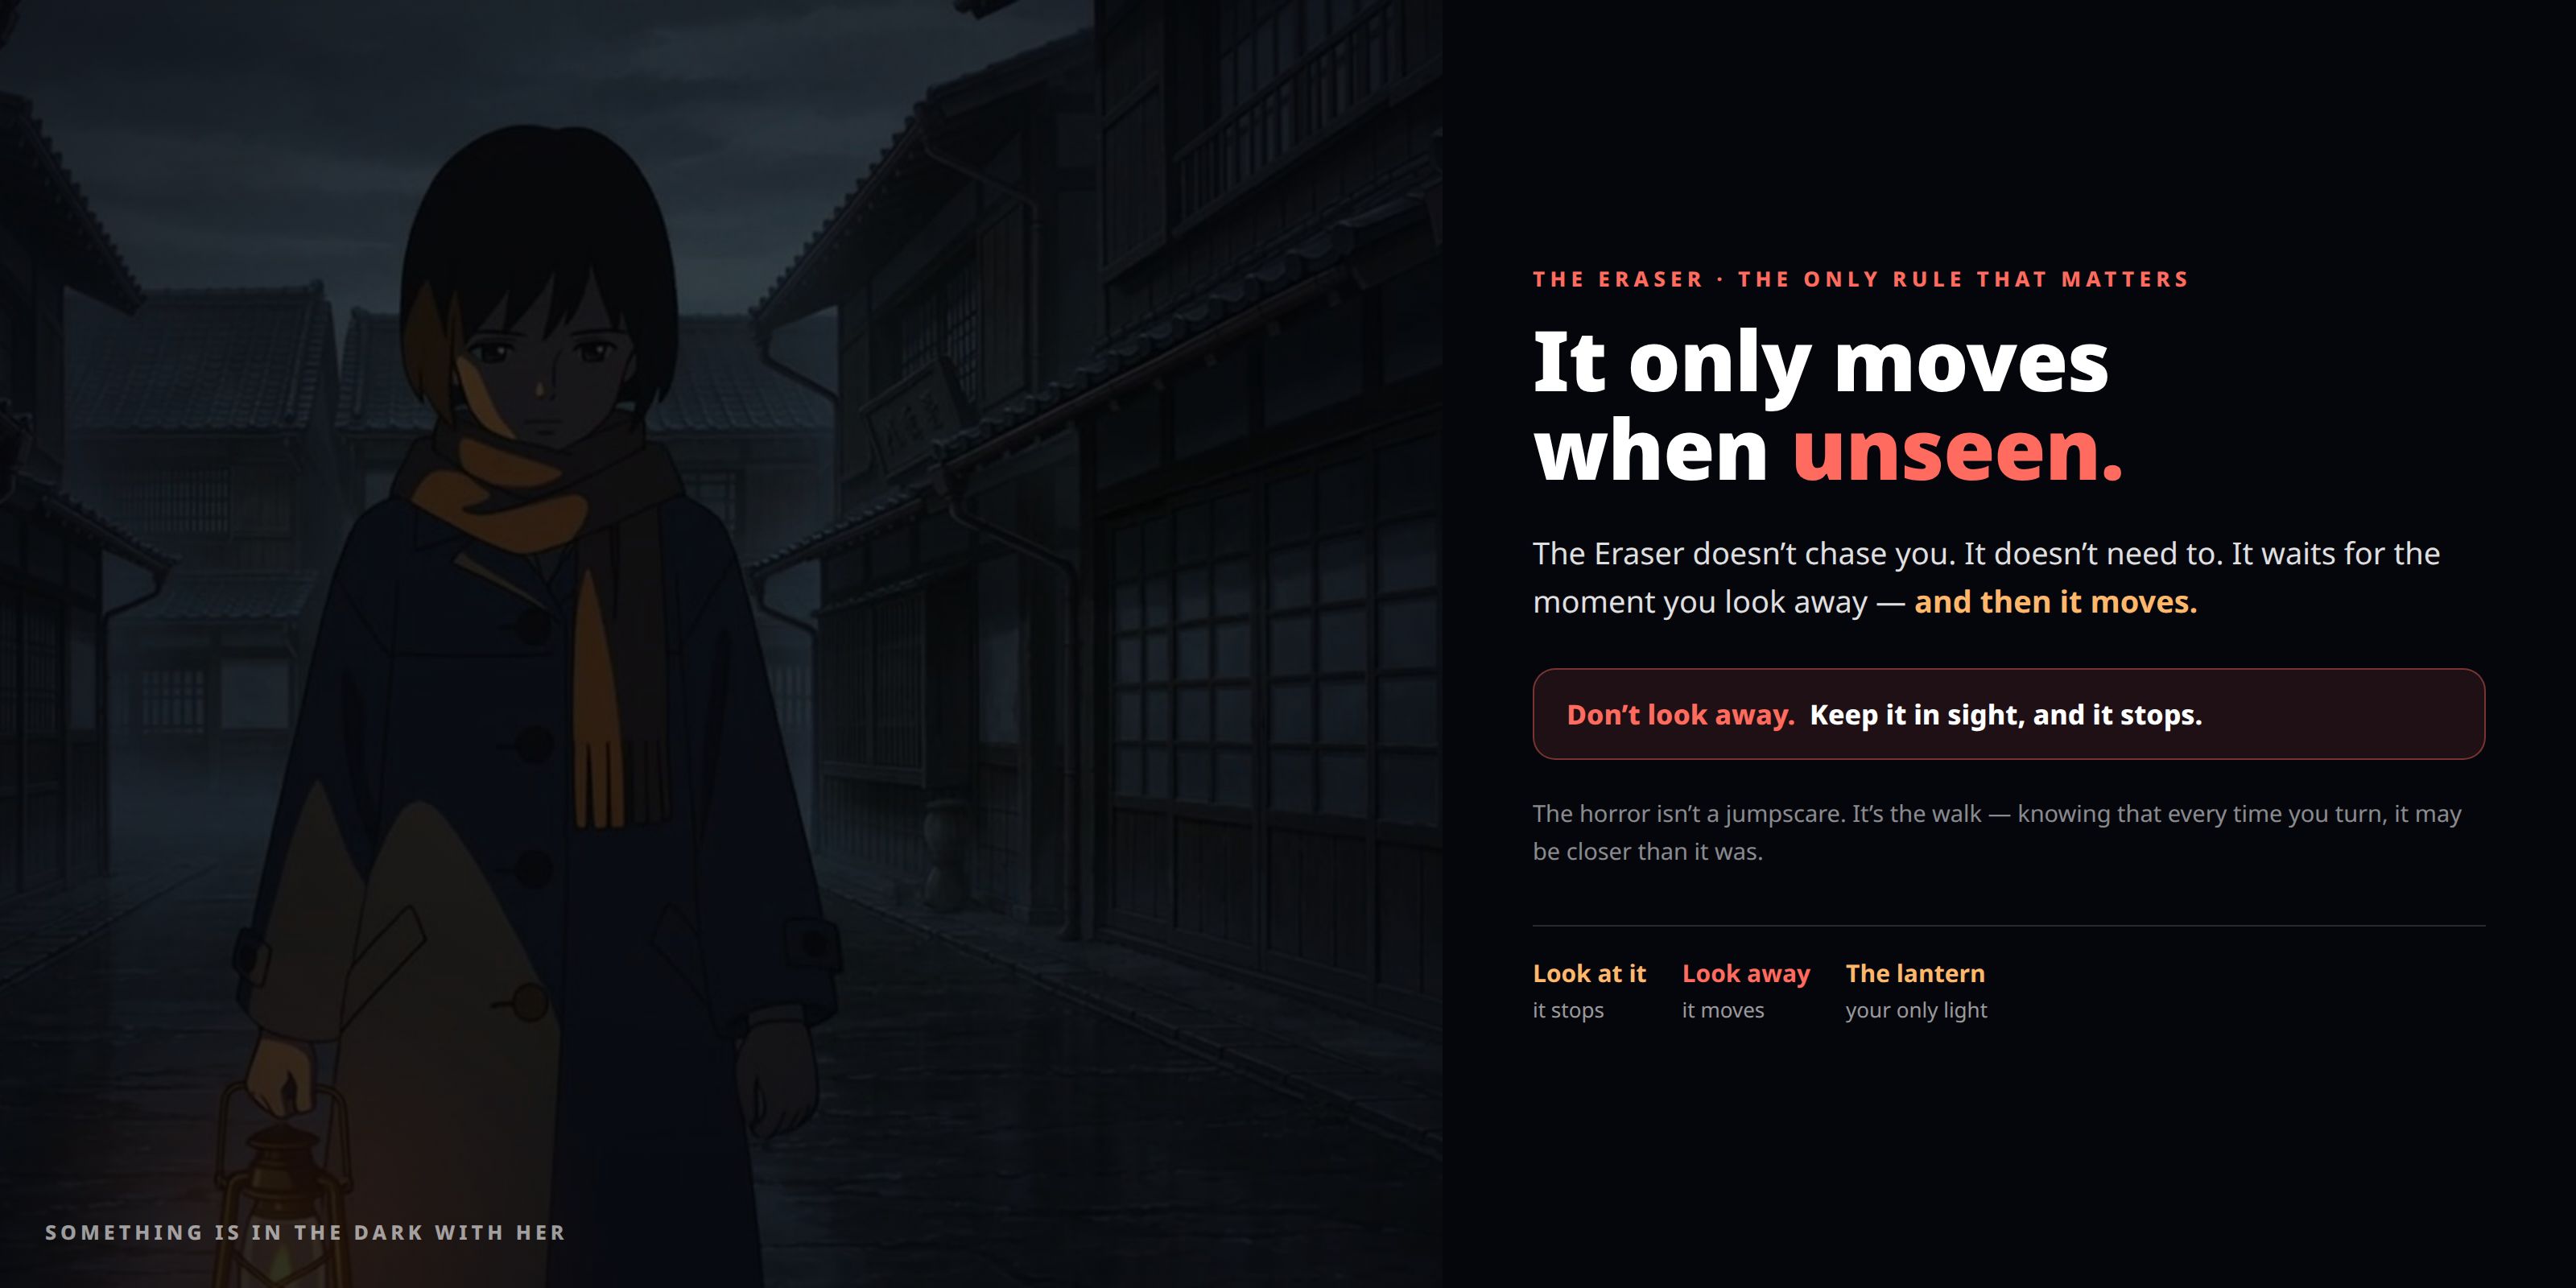 THE ERASER · THE ONLY RULE THAT MATTERS
It only moves
when unseen.
The Eraser doesn’t chase you. It doesn’t need to. It waits for the
moment you look away — and then it moves.
Don’t look away. Keep it in sight, and it stops.
The horror isn’t a jumpscare. It’s the walk — knowing that every time you turn, it may
be closer than it was.
Look at it Look away The lantern
it stops it moves your only light
SOMETHING IS IN THE DARK WITH HER